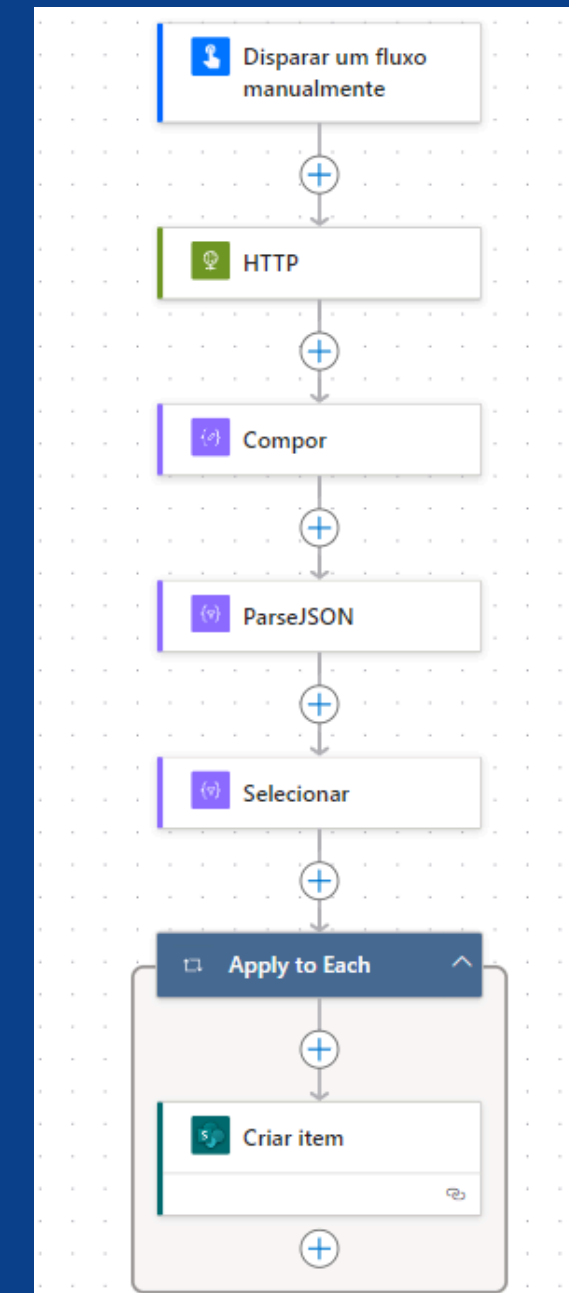 Disparar um fluxo
manualmente
HTTP
Compor
ParseJSON
Selecionar
Apply to Each
Criar item